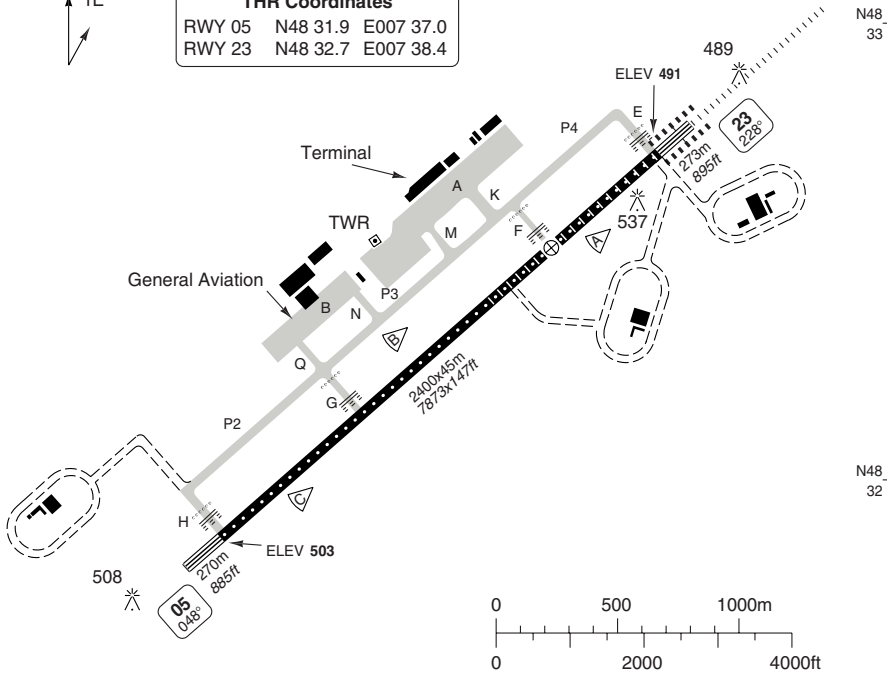 1E
THR Coordinates
RWY 05 N48 31.9 E007 37.0
RWY 23 N48 32.7 E007 38.4
N48
33
489
ELEV 491
E
P4
23
228°
273m
895ft
Terminal
A
K
537
TWR
M
F
A
General Aviation
P3
B
N
B
Q
2400x45m
7873x147ft
G
P2
N48
32
C
H
ELEV 503
270m
885ft
508
05
048°
0 500 1000m
0 2000 4000ft